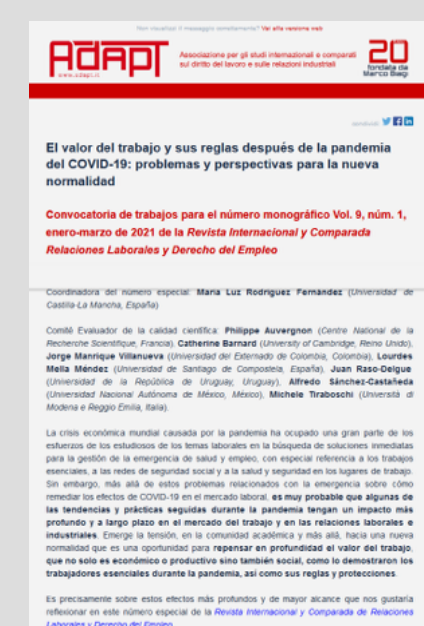 Non visualizzi il messaggio correttamente? Vai alla versione web
ADAPT
www.adapt.it
Associazione per gli studi internazionali e comparati
sul diritto del lavoro e sulle relazioni industriali
20
fondata da
Marco Biagi
condividi
El valor del trabajo y sus reglas después de la pandemia
del COVID-19: problemas y perspectivas para la nueva
normalidad
Convocatoria de trabajos para el número monográfico Vol. 9, núm. 1,
enero-marzo de 2021 de la Revista Internacional y Comparada
Relaciones Laborales y Derecho del Empleo
Coordinadora del número especial: María Luz Rodríguez Fernández (Universidad de
Castilla-La Mancha, España)
Comité Evaluador de la calidad científica: Philippe Auvergnon (Centre National de la
Recherche Scientifique, Francia), Catherine Barnard (University of Cambridge, Reino Unido),
Jorge Manrique Villanueva (Universidad del Externado de Colombia, Colombia), Lourdes
Mella Méndez (Universidad de Santiago de Compostela, España), Juan Raso-Delgue
(Universidad de la República de Uruguay, Uruguay), Alfredo Sánchez-Castañeda
(Universidad Nacional Autónoma de México, México), Michele Tiraboschi (Università di
Modena e Reggio Emilia, Italia).
La crisis económica mundial causada por la pandemia ha ocupado una gran parte de los
esfuerzos de los estudiosos de los temas laborales en la búsqueda de soluciones inmediatas
para la gestión de la emergencia de salud y empleo, con especial referencia a los trabajos
esenciales, a las redes de seguridad social y a la salud y seguridad en los lugares de trabajo.
Sin embargo, más allá de estos problemas relacionados con la emergencia sobre cómo
remediar los efectos de COVID-19 en el mercado laboral, es muy probable que algunas de
las tendencias y prácticas seguidas durante la pandemia tengan un impacto más
profundo y a largo plazo en el mercado del trabajo y en las relaciones laborales e
industriales. Emerge la tensión, en la comunidad académica y más allá, hacia una nueva
normalidad que es una oportunidad para repensar en profundidad el valor del trabajo,
que no solo es económico o productivo sino también social, como lo demostraron los
trabajadores esenciales durante la pandemia, así como sus reglas y protecciones.
Es precisamente sobre estos efectos más profundos y de mayor alcance que nos gustaría
reflexionar en este número especial de la Revista Internacional y Comparada de Relaciones
Laborales y Derecho del Empleo.